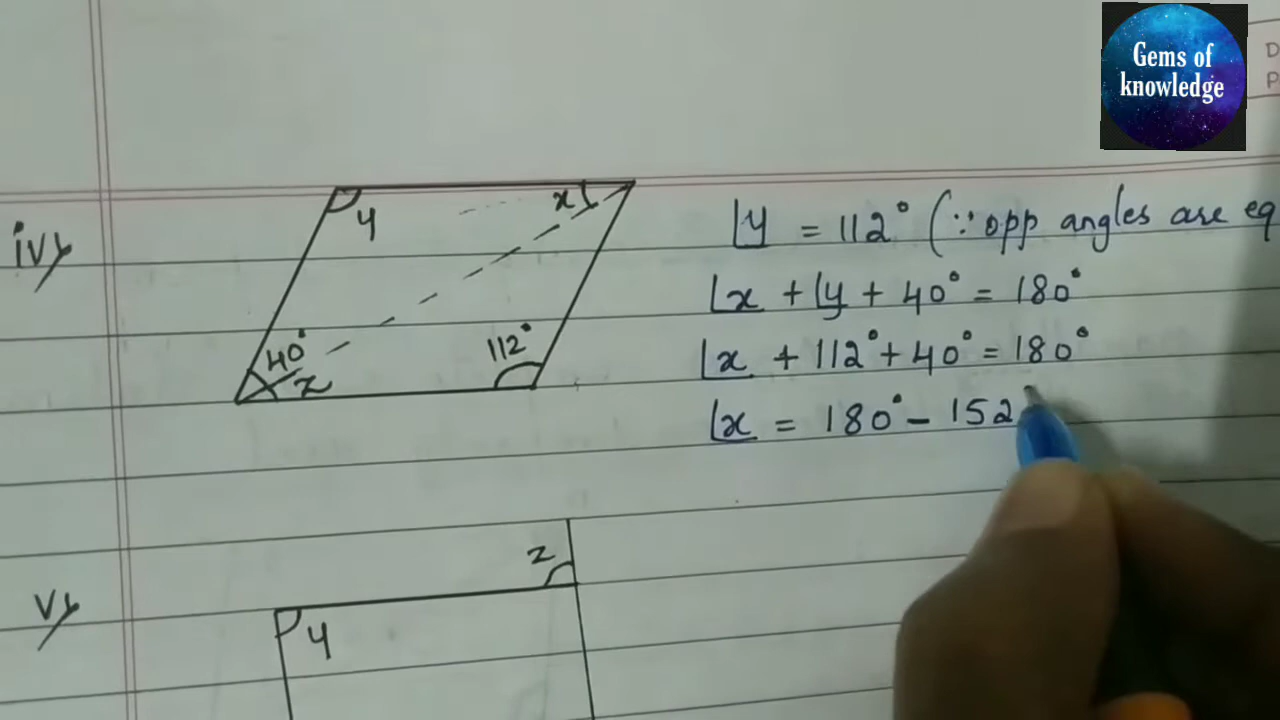 Gems of
knowledge
D
P
iv)
y
x
40°
x
112°
∠y = 112° (∵ opp angles are eq
∠x + ∠y + 40° = 180°
∠x + 112° + 40° = 180°
∠x = 180° - 152
v)
y
z